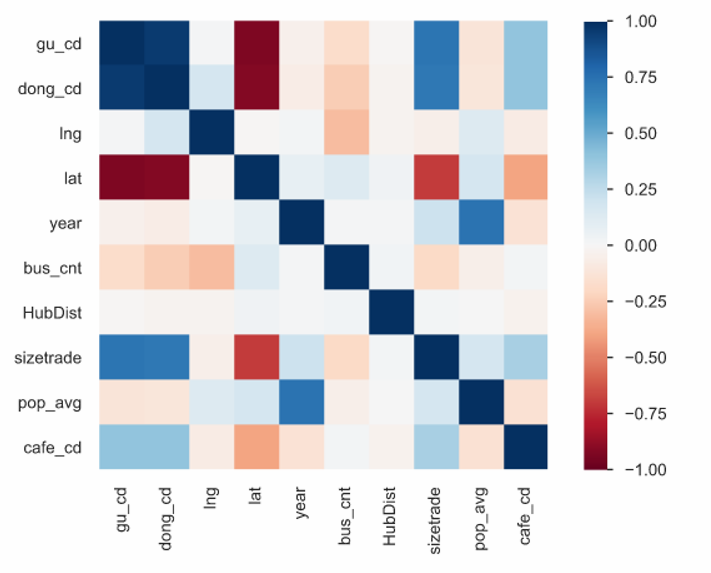 gu_cd
dong_cd
lng
lat
year
bus_cnt
HubDist
sizetrade
pop_avg
cafe_cd
1.00
0.75
0.50
0.25
0.00
−0.25
−0.50
−0.75
−1.00
gu_cd
dong_cd
lng
lat
year
bus_cnt
HubDist
sizetrade
pop_avg
cafe_cd